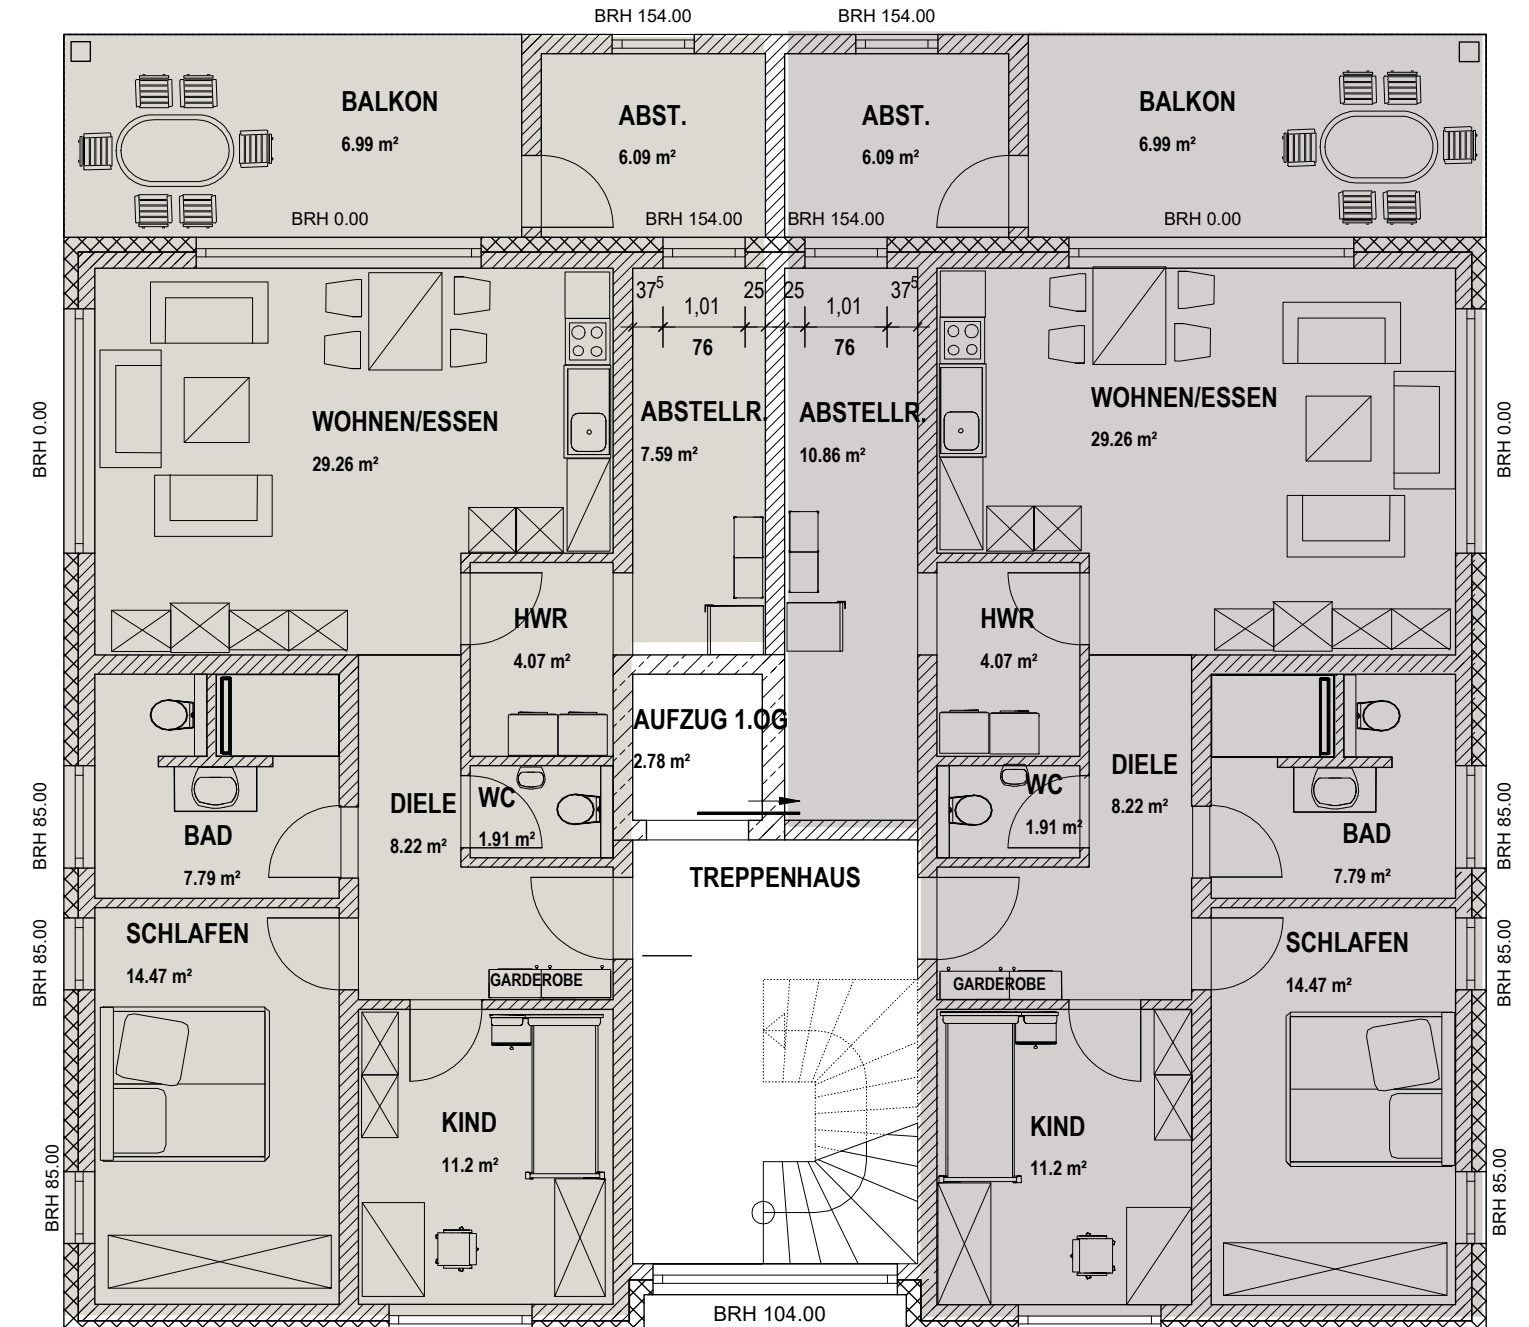 BRH 154.00
BRH 154.00
BALKON
6.99 m²
ABST.
6.09 m²
ABST.
6.09 m²
BALKON
6.99 m²
BRH 0.00
BRH 154.00
BRH 154.00
BRH 0.00
37⁵
1,01
25
25
1,01
37⁵
76
76
BRH 0.00
WOHNEN/ESSEN
29.26 m²
ABSTELLR.
7.59 m²
ABSTELLR.
10.86 m²
WOHNEN/ESSEN
29.26 m²
BRH 0.00
HWR
4.07 m²
HWR
4.07 m²
AUFZUG 1.OG
2.78 m²
BRH 85.00
BAD
7.79 m²
DIELE
8.22 m²
WC
1.91 m²
WC
1.91 m²
DIELE
8.22 m²
BAD
7.79 m²
BRH 85.00
TREPPENHAUS
BRH 85.00
SCHLAFEN
14.47 m²
GARDEROBE
GARDEROBE
SCHLAFEN
14.47 m²
BRH 85.00
BRH 85.00
KIND
11.2 m²
KIND
11.2 m²
BRH 85.00
BRH 104.00